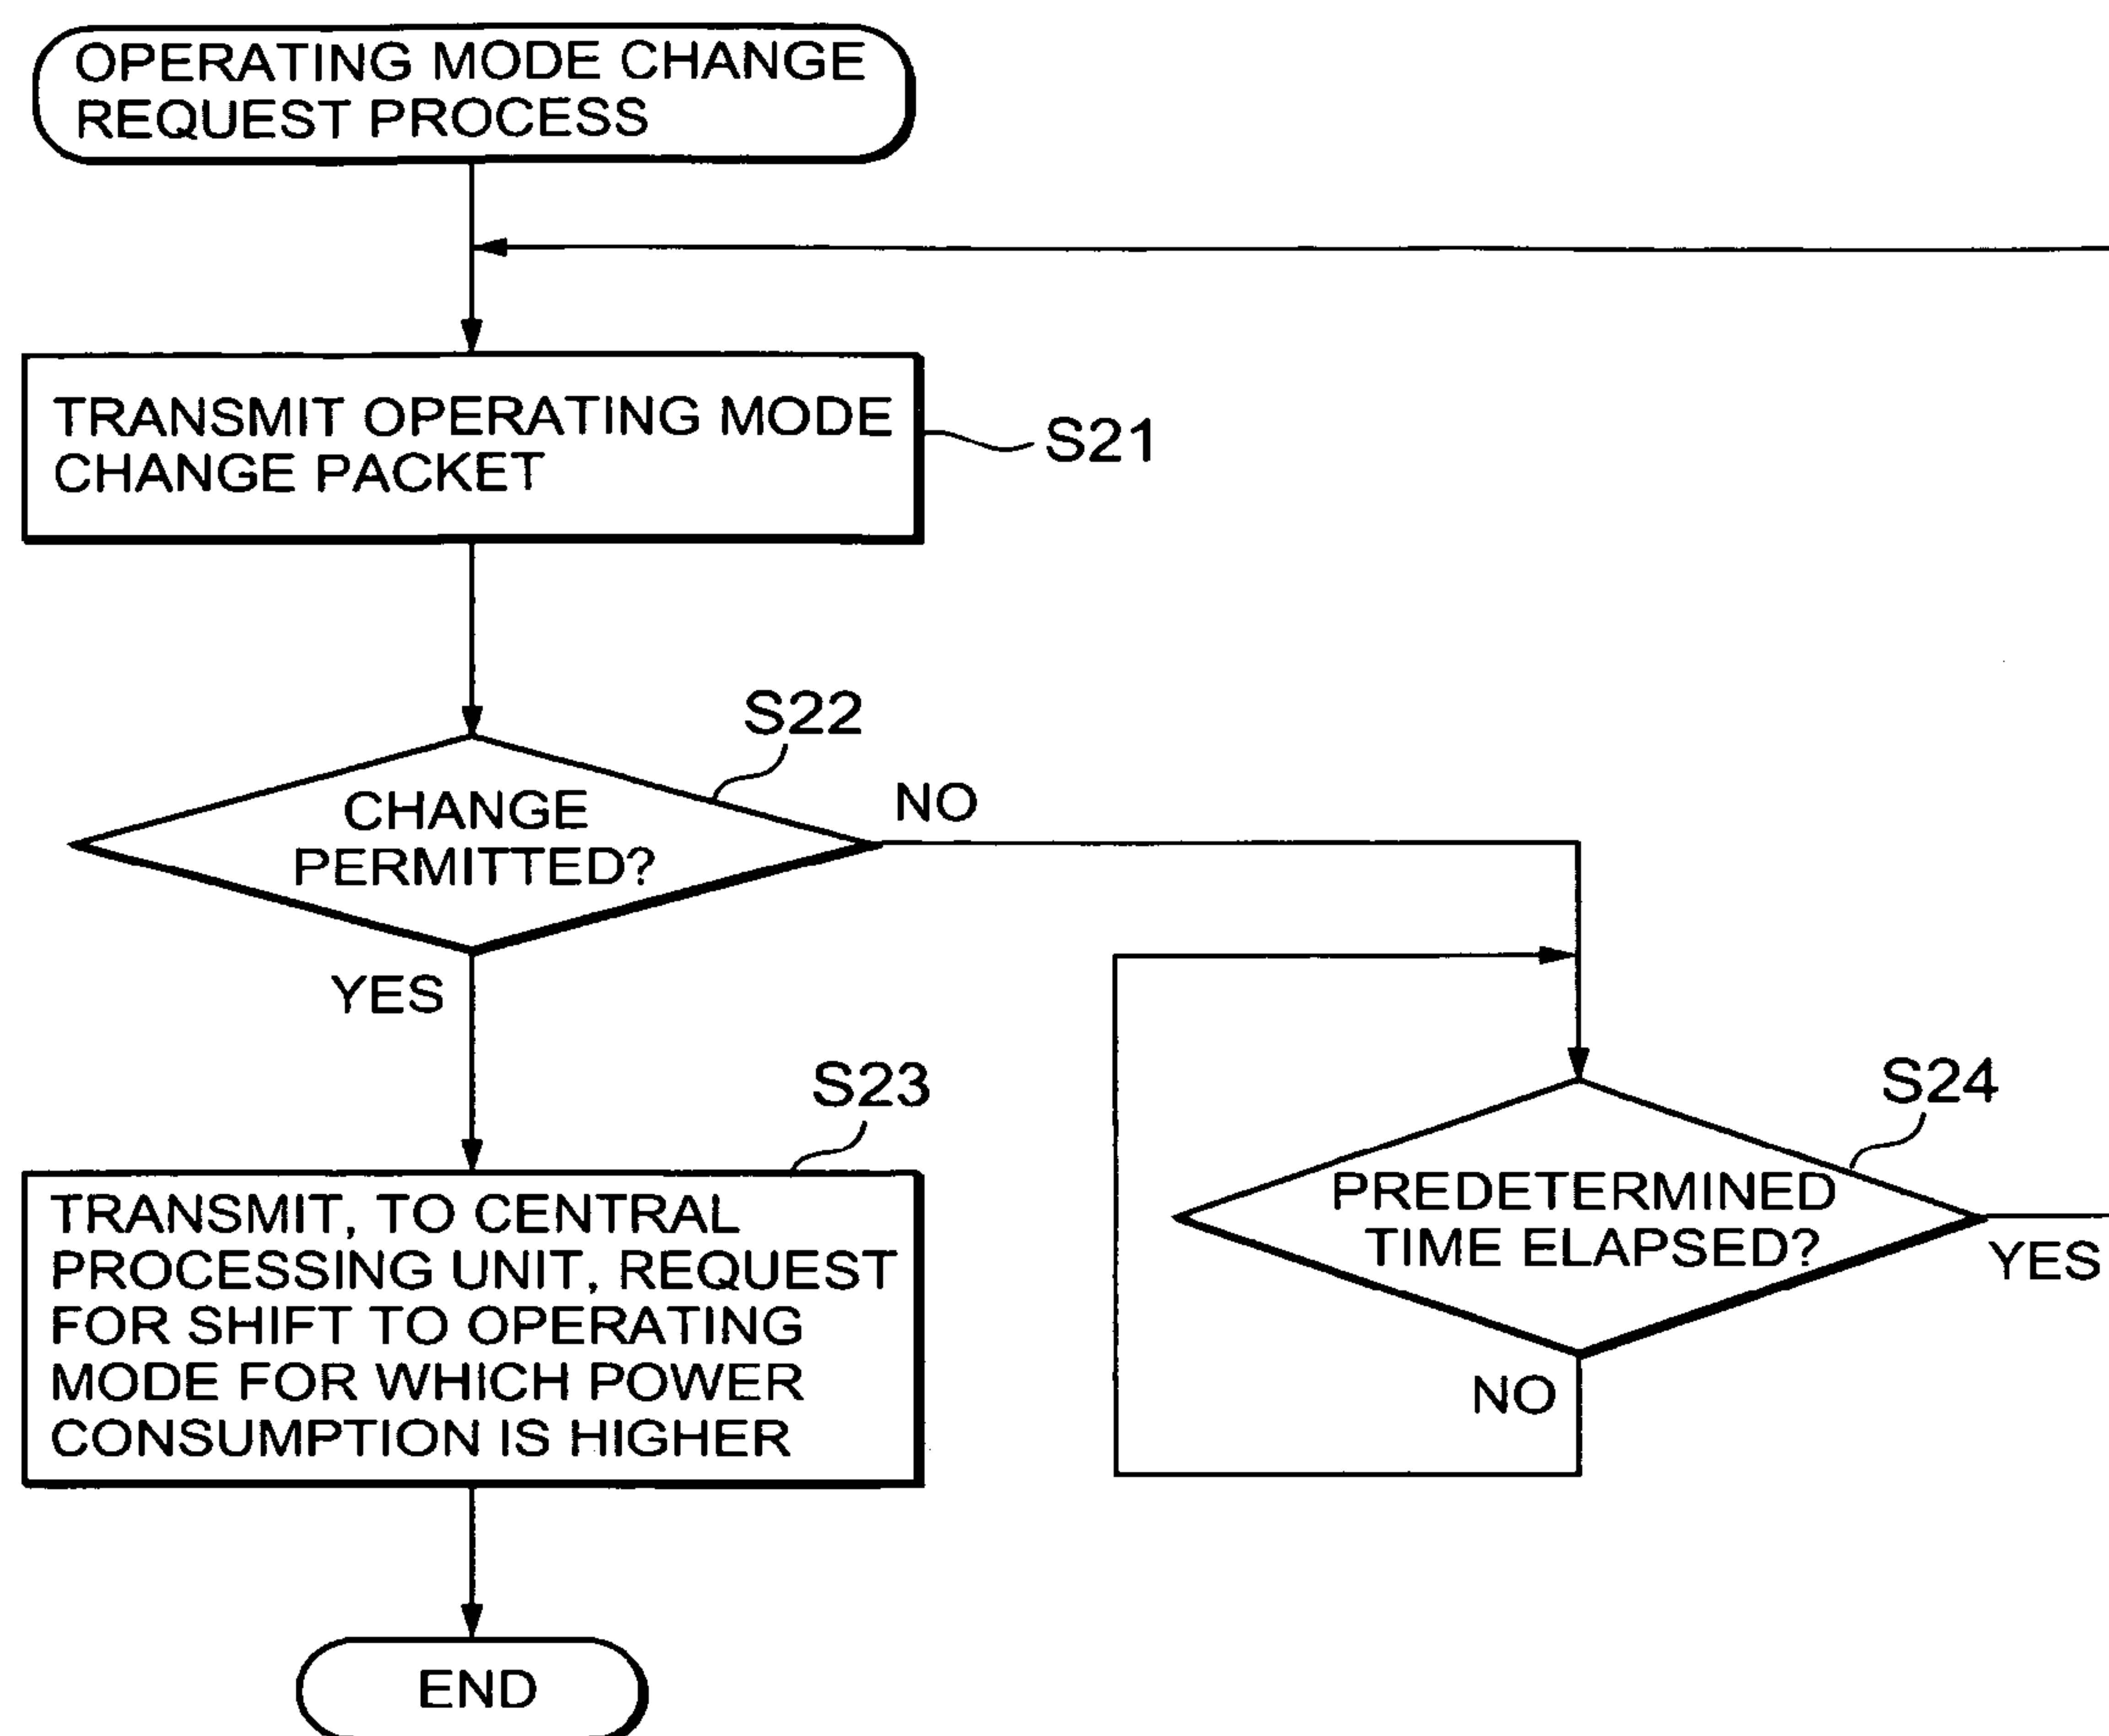 OPERATING MODE CHANGE
REQUEST PROCESS
TRANSMIT OPERATING MODE
CHANGE PACKET
S21
S22
CHANGE
PERMITTED?
NO
YES
S23
TRANSMIT, TO CENTRAL
PROCESSING UNIT, REQUEST
FOR SHIFT TO OPERATING
MODE FOR WHICH POWER
CONSUMPTION IS HIGHER
S24
PREDETERMINED
TIME ELAPSED?
YES
NO
END